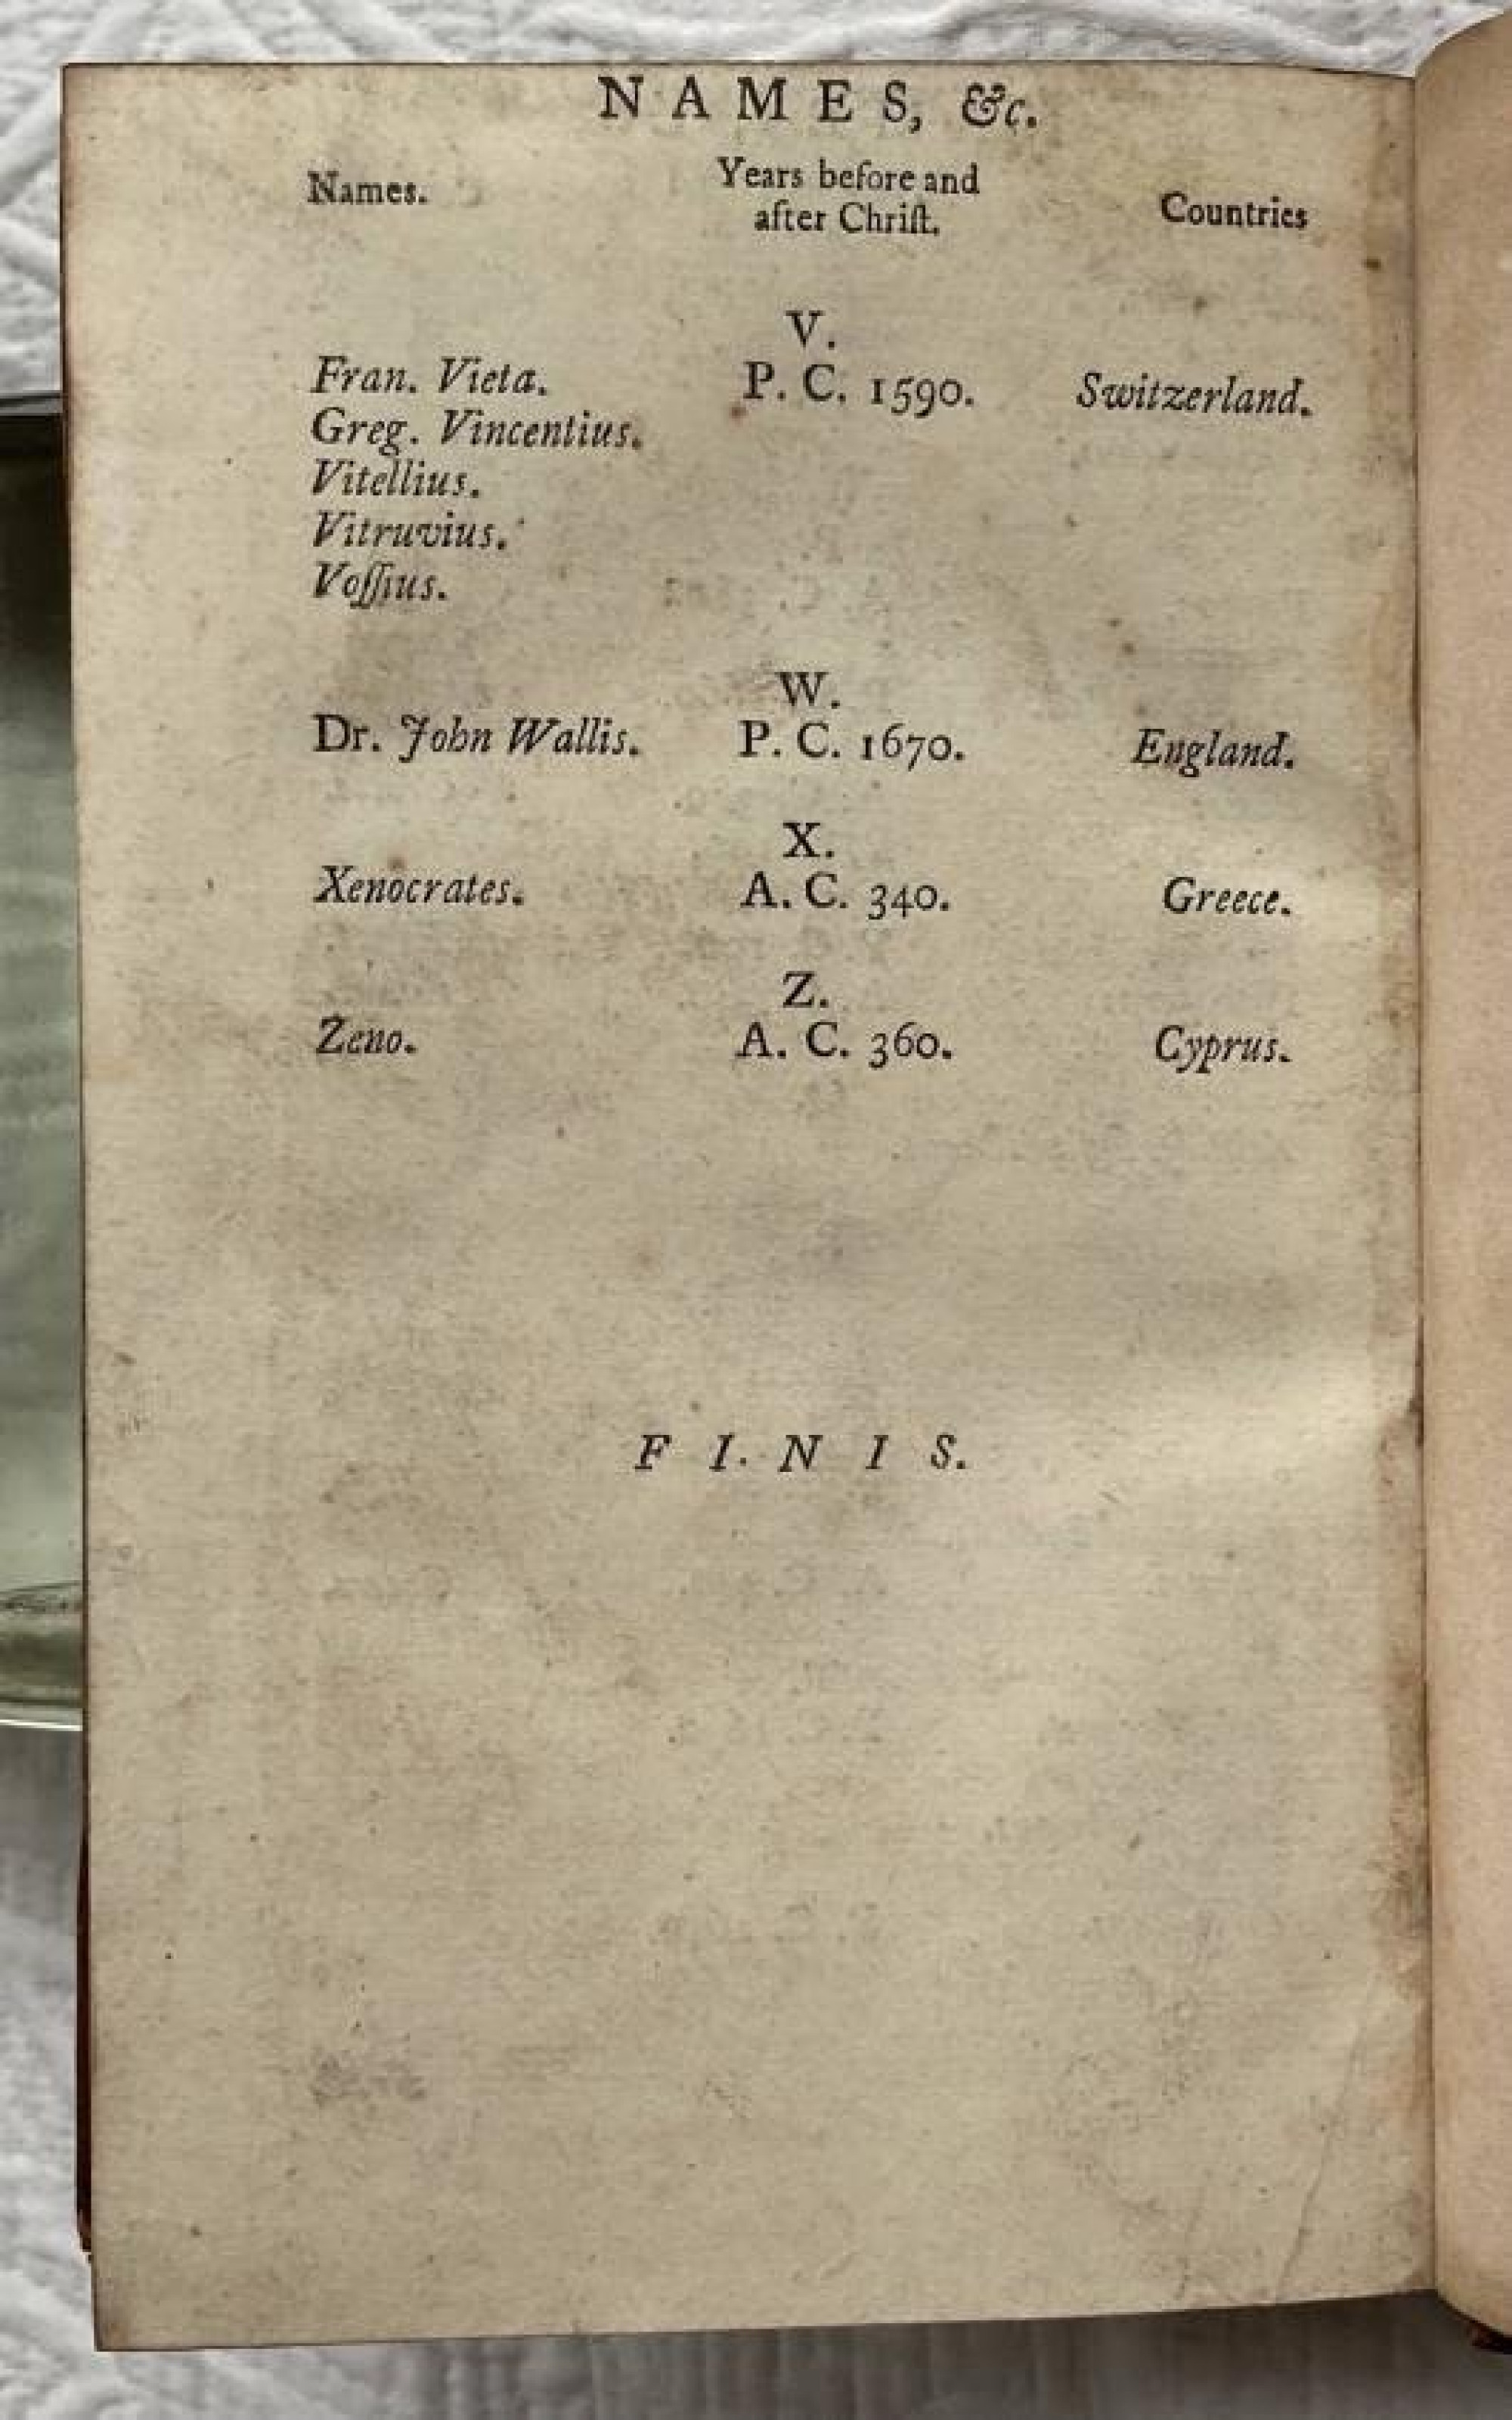 NAMES, &c.
Names. Years before and after Chriſt. Countries
V.
Fran. Vieta. P. C. 1590. Switzerland.
Greg. Vincentius.
Vitellius.
Vitruvius.
Voſſius.
W.
Dr. John Wallis. P. C. 1670. England.
X.
Xenocrates. A. C. 340. Greece.
Z.
Zeno. A. C. 360. Cyprus.
F I. N I S.